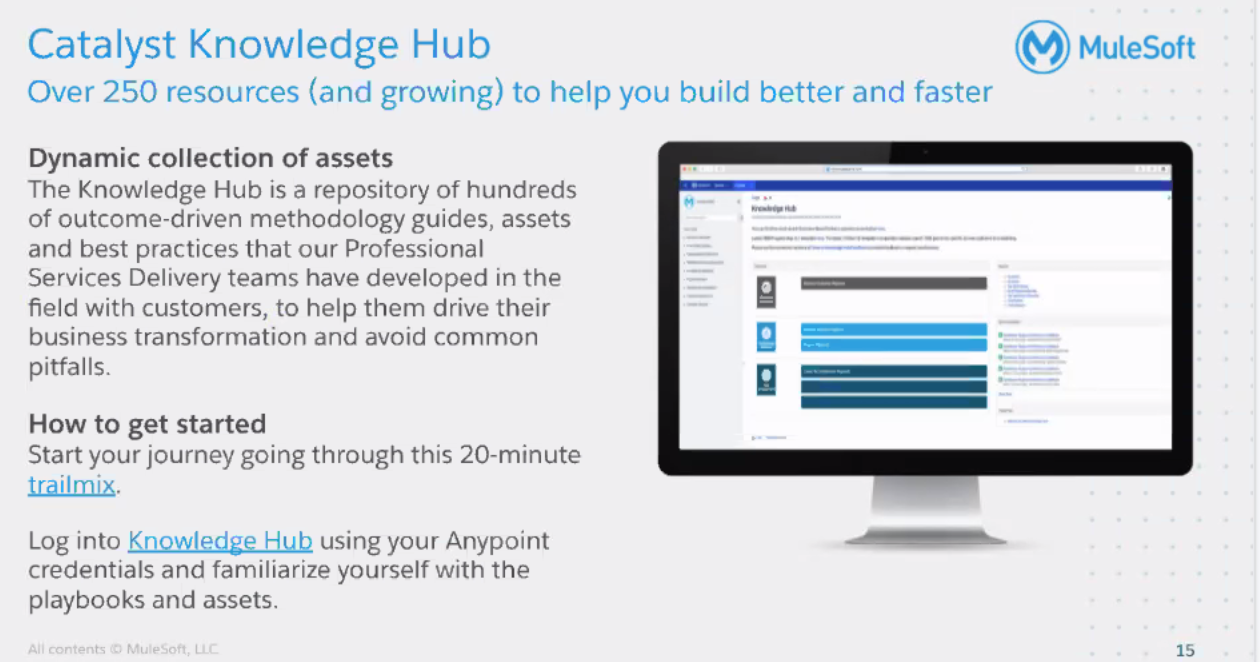 Catalyst Knowledge Hub
MuleSoft
Over 250 resources (and growing) to help you build better and faster
Dynamic collection of assets
The Knowledge Hub is a repository of hundreds
of outcome-driven methodology guides, assets
and best practices that our Professional
Services Delivery teams have developed in the
field with customers, to help them drive their
business transformation and avoid common
pitfalls.
How to get started
Start your journey going through this 20-minute
trailmix.
Log into Knowledge Hub using your Anypoint
credentials and familiarize yourself with the
playbooks and assets.
Knowledge Hub
All contents © MuleSoft, LLC
15